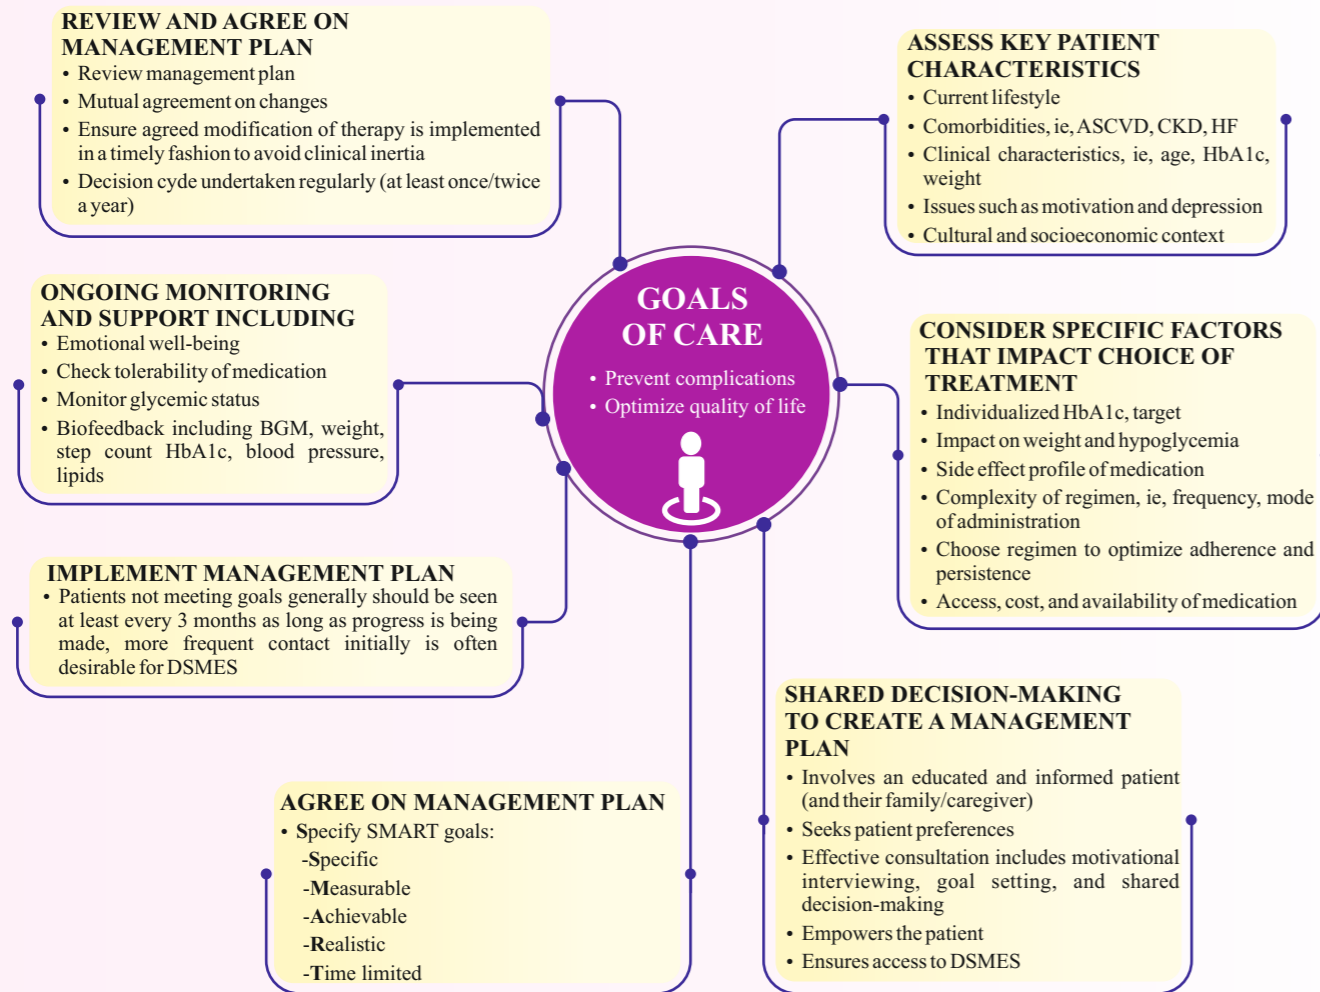 REVIEW AND AGREE ON
MANAGEMENT PLAN
• Review management plan
• Mutual agreement on changes
• Ensure agreed modification of therapy is implemented
in a timely fashion to avoid clinical inertia
• Decision cyde undertaken regularly (at least once/twice
a year)
ASSESS KEY PATIENT
CHARACTERISTICS
• Current lifestyle
• Comorbidities, ie, ASCVD, CKD, HF
• Clinical characteristics, ie, age, HbA1c,
weight
• Issues such as motivation and depression
• Cultural and socioeconomic context
GOALS
OF CARE
• Prevent complications
• Optimize quality of life
ONGOING MONITORING
AND SUPPORT INCLUDING
• Emotional well-being
• Check tolerability of medication
• Monitor glycemic status
• Biofeedback including BGM, weight,
step count HbA1c, blood pressure,
lipids
CONSIDER SPECIFIC FACTORS
THAT IMPACT CHOICE OF
TREATMENT
• Individualized HbA1c, target
• Impact on weight and hypoglycemia
• Side effect profile of medication
• Complexity of regimen, ie, frequency, mode
of administration
• Choose regimen to optimize adherence and
persistence
• Access, cost, and availability of medication
IMPLEMENT MANAGEMENT PLAN
• Patients not meeting goals generally should be seen
at least every 3 months as long as progress is being
made, more frequent contact initially is often
desirable for DSMES
SHARED DECISION-MAKING
TO CREATE A MANAGEMENT
PLAN
• Involves an educated and informed patient
(and their family/caregiver)
• Seeks patient preferences
• Effective consultation includes motivational
interviewing, goal setting, and shared
decision-making
• Empowers the patient
• Ensures access to DSMES
AGREE ON MANAGEMENT PLAN
• Specify SMART goals:
-Specific
-Measurable
-Achievable
-Realistic
-Time limited